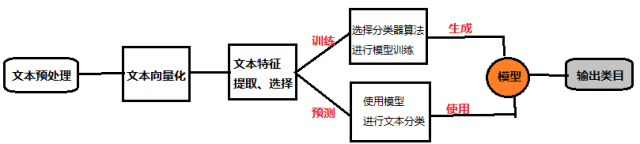 文本预处理
文本向量化
文本特征
提取、选择
训练
选择分类器算法
进行模型训练
生成
预测
使用模型
进行文本分类
使用
模型
输出类目